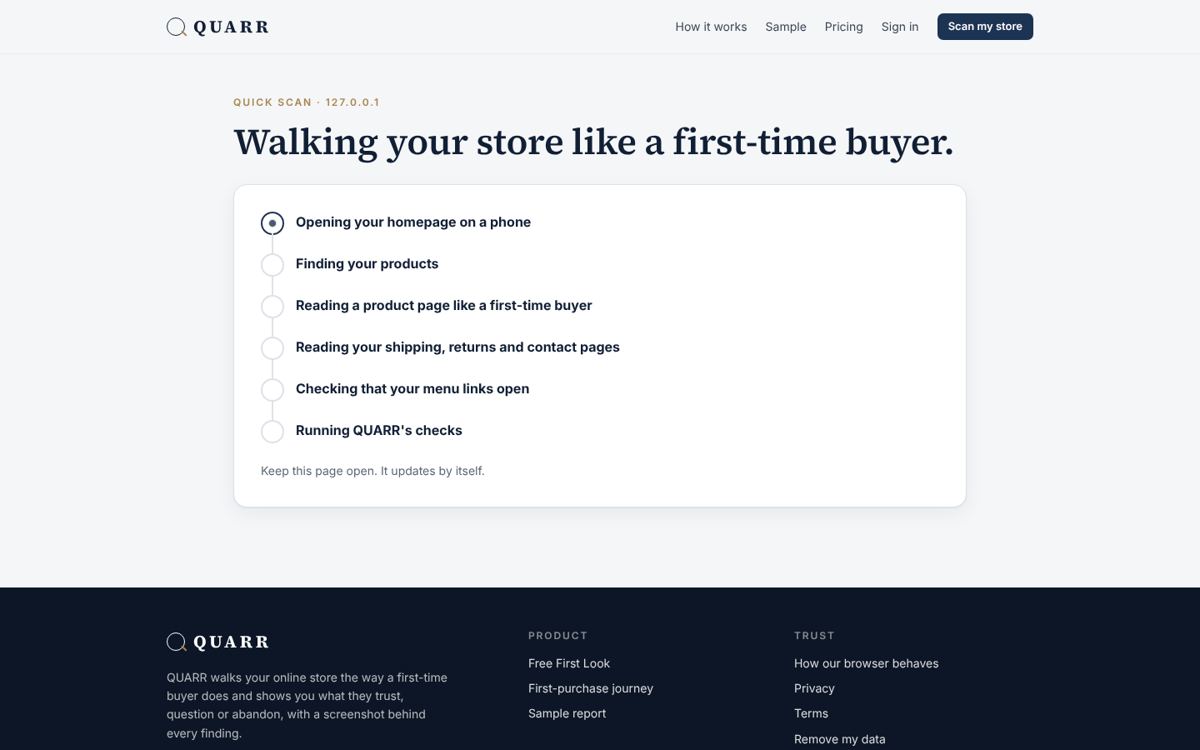 QUARR
How it works
Sample
Pricing
Sign in
Scan my store
QUICK SCAN · 127.0.0.1
Walking your store like a first-time buyer.
Opening your homepage on a phone
Finding your products
Reading a product page like a first-time buyer
Reading your shipping, returns and contact pages
Checking that your menu links open
Running QUARR's checks
Keep this page open. It updates by itself.
QUARR
QUARR walks your online store the way a first-time
buyer does and shows you what they trust,
question or abandon, with a screenshot behind
every finding.
PRODUCT
Free First Look
First-purchase journey
Sample report
TRUST
How our browser behaves
Privacy
Terms
Remove my data